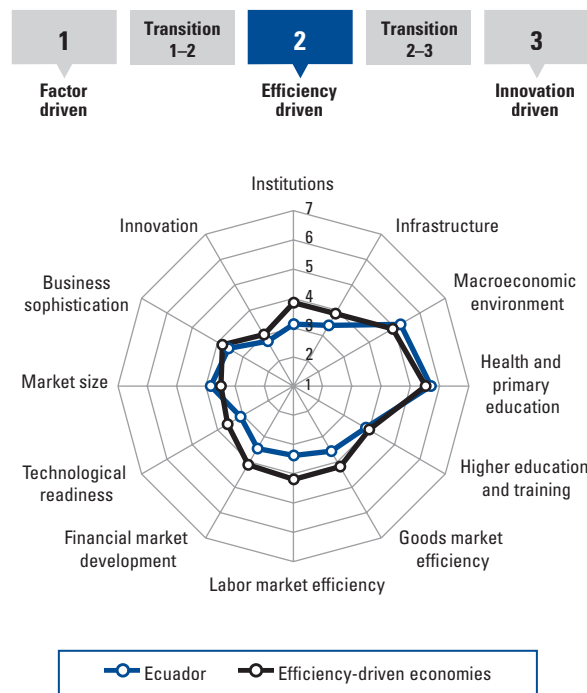 1
Transition
1–2
2
Transition
2–3
3
Factor
driven
Efficiency
driven
Innovation
driven
Institutions
7
6
5
4
3
2
1
Infrastructure
Macroeconomic
environment
Health and
primary
education
Higher education
and training
Goods market
efficiency
Labor market efficiency
Financial market
development
Technological
readiness
Market size
Business
sophistication
Innovation
Ecuador
Efficiency-driven economies